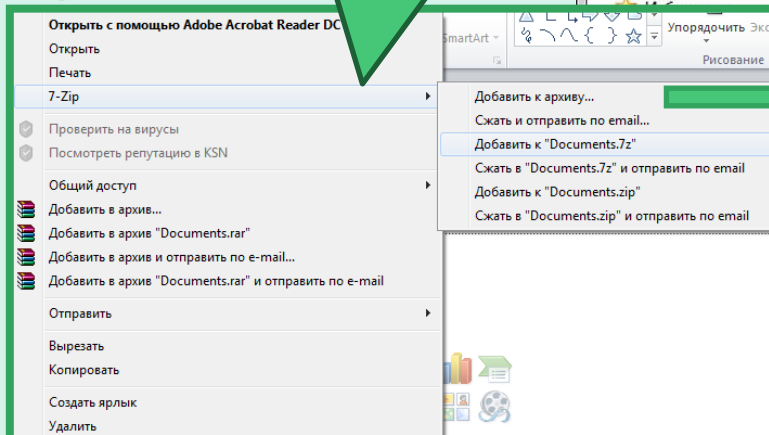 Открыть с помощью Adobe Acrobat Reader DC
Открыть
Печать
7-Zip
Проверить на вирусы
Посмотреть репутацию в KSN
Общий доступ
Добавить в архив...
Добавить в архив "Documents.rar"
Добавить в архив и отправить по e-mail...
Добавить в архив "Documents.rar" и отправить по e-mail
Отправить
Вырезать
Копировать
Создать ярлык
Удалить
SmartArt
Упорядочить
Рисование
Добавить к архиву...
Сжать и отправить по email...
Добавить к "Documents.7z"
Сжать в "Documents.7z" и отправить по email
Добавить к "Documents.zip"
Сжать в "Documents.zip" и отправить по email